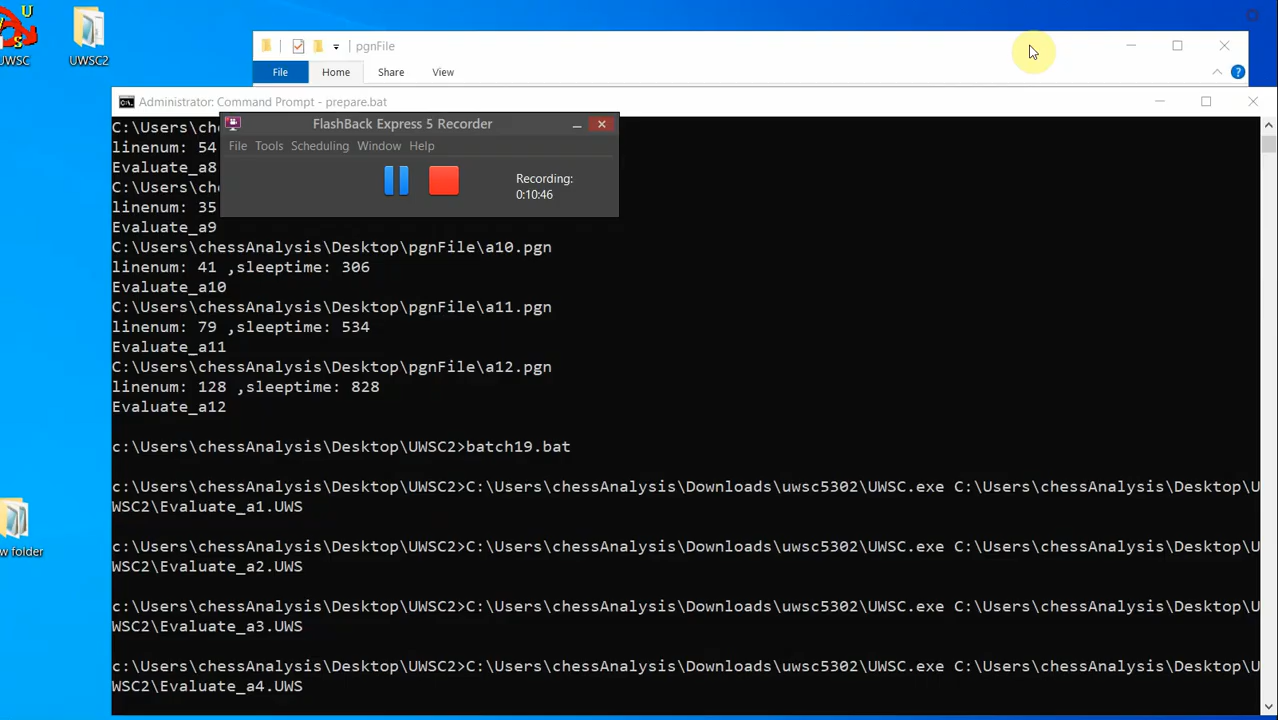 U
S
UWSC
UWSC2
pgnFile
File
Home
Share
View
Administrator: Command Prompt - prepare.bat
FlashBack Express 5 Recorder
File Tools Scheduling Window Help
Recording:
0:10:46
C:\Users\che
linenum: 54
Evaluate_a8
C:\Users\che
linenum: 35
Evaluate_a9
C:\Users\chessAnalysis\Desktop\pgnFile\a10.pgn
linenum: 41 ,sleeptime: 306
Evaluate_a10
C:\Users\chessAnalysis\Desktop\pgnFile\a11.pgn
linenum: 79 ,sleeptime: 534
Evaluate_a11
C:\Users\chessAnalysis\Desktop\pgnFile\a12.pgn
linenum: 128 ,sleeptime: 828
Evaluate_a12
c:\Users\chessAnalysis\Desktop\UWSC2>batch19.bat
c:\Users\chessAnalysis\Desktop\UWSC2>C:\Users\chessAnalysis\Downloads\uwsc5302\UWSC.exe C:\Users\chessAnalysis\Desktop\U
WSC2\Evaluate_a1.UWS
c:\Users\chessAnalysis\Desktop\UWSC2>C:\Users\chessAnalysis\Downloads\uwsc5302\UWSC.exe C:\Users\chessAnalysis\Desktop\U
WSC2\Evaluate_a2.UWS
c:\Users\chessAnalysis\Desktop\UWSC2>C:\Users\chessAnalysis\Downloads\uwsc5302\UWSC.exe C:\Users\chessAnalysis\Desktop\U
WSC2\Evaluate_a3.UWS
c:\Users\chessAnalysis\Desktop\UWSC2>C:\Users\chessAnalysis\Downloads\uwsc5302\UWSC.exe C:\Users\chessAnalysis\Desktop\U
WSC2\Evaluate_a4.UWS
w folder